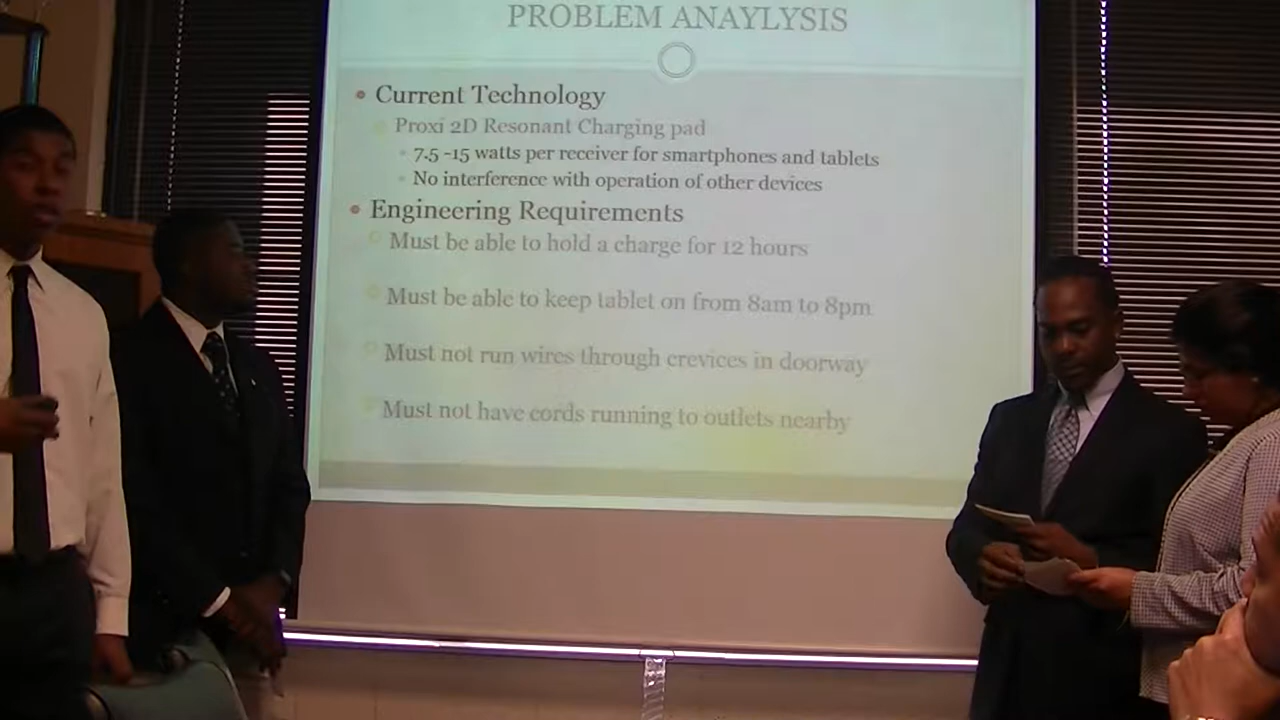 PROBLEM ANAYLYSIS
Current Technology
Proxi 2D Resonant Charging pad
7.5 -15 watts per receiver for smartphones and tablets
No interference with operation of other devices
Engineering Requirements
Must be able to hold a charge for 12 hours
Must be able to keep tablet on from 8am to 8pm
Must not run wires through crevices in doorway
Must not have cords running to outlets nearby